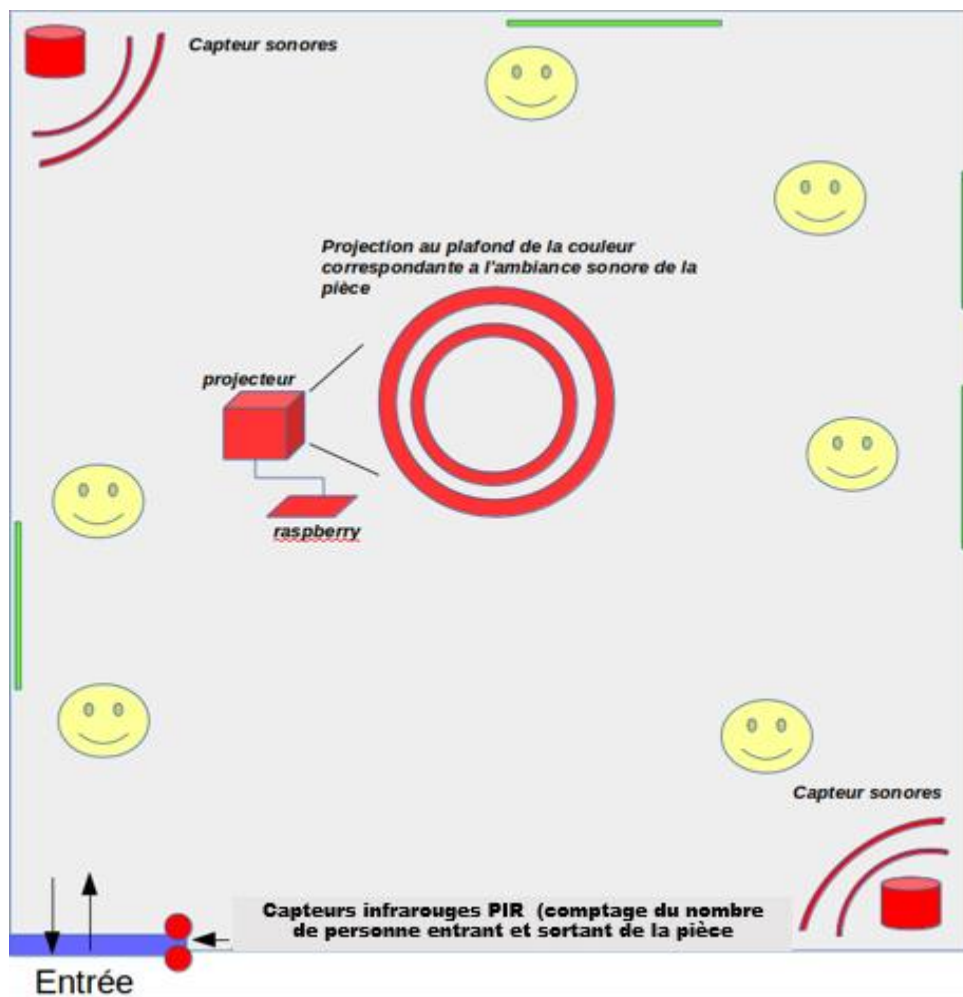 Capteur sonores
Projection au plafond de la couleur
correspondante a l'ambiance sonore de la
pièce
projecteur
raspberry
Capteur sonores
Capteurs infrarouges PIR (comptage du nombre
de personne entrant et sortant de la pièce
Entrée